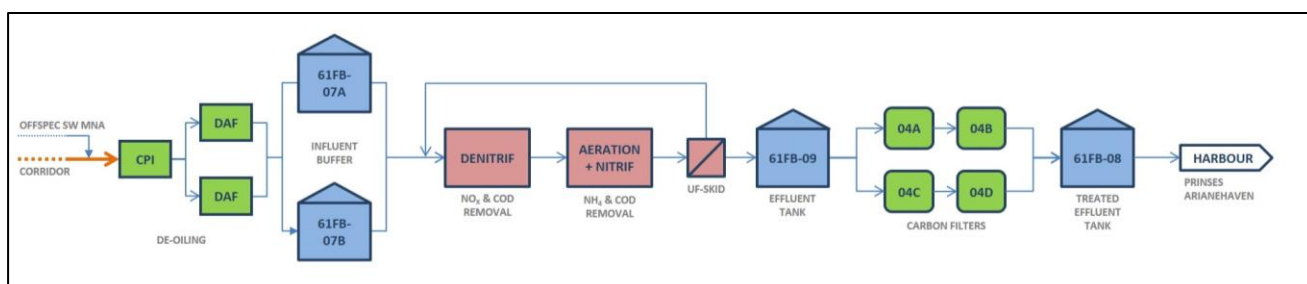 OFFSPEC SW MNA
CORRIDOR
CPI
DAF
DAF
DE-OILING
61FB-
07A
INFLUENT
BUFFER
61FB-
07B
DENITRIF
NOX & COD
REMOVAL
AERATION
+ NITRIF
NH4 & COD
REMOVAL
UF-SKID
61FB-09
EFFLUENT
TANK
04A
04B
04C
04D
CARBON FILTERS
61FB-08
TREATED
EFFLUENT
TANK
HARBOUR
PRINSES
ARIANEHAVEN